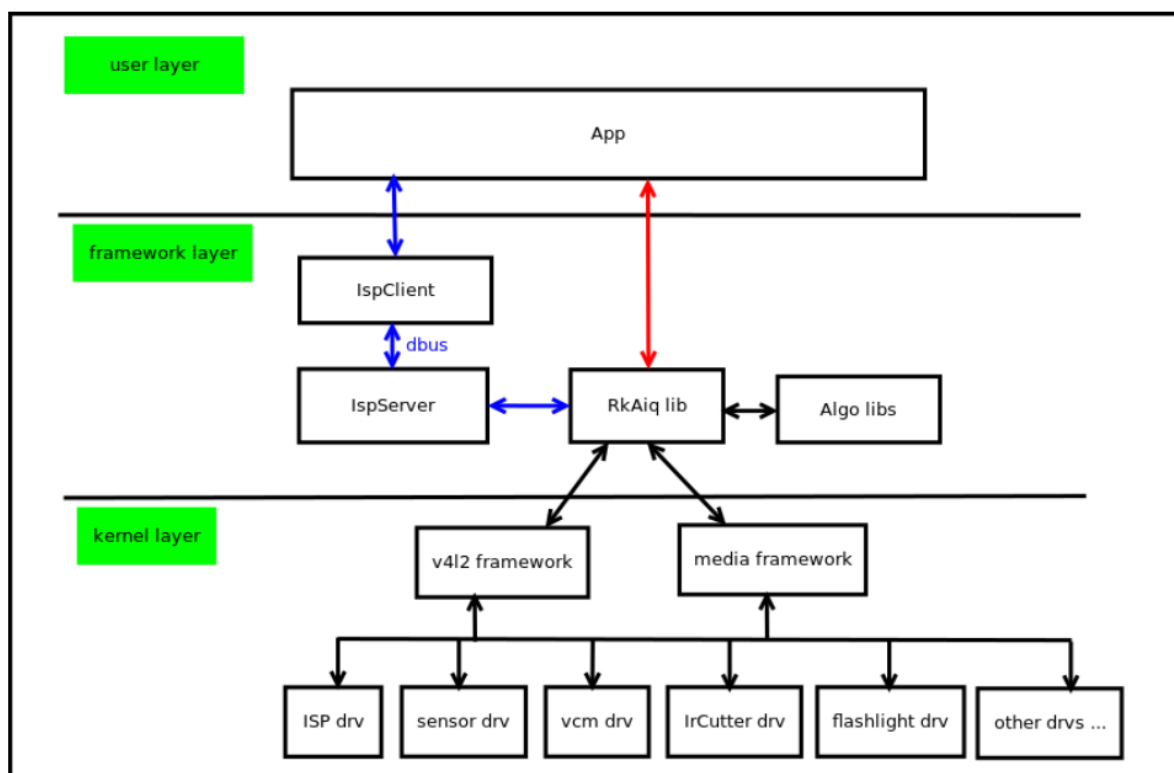 user layer
App
framework layer
IspClient
dbus
IspServer
RkAiq lib
Algo libs
kernel layer
v4l2 framework
media framework
ISP drv
sensor drv
vcm drv
IrCutter drv
flashlight drv
other drvs ...